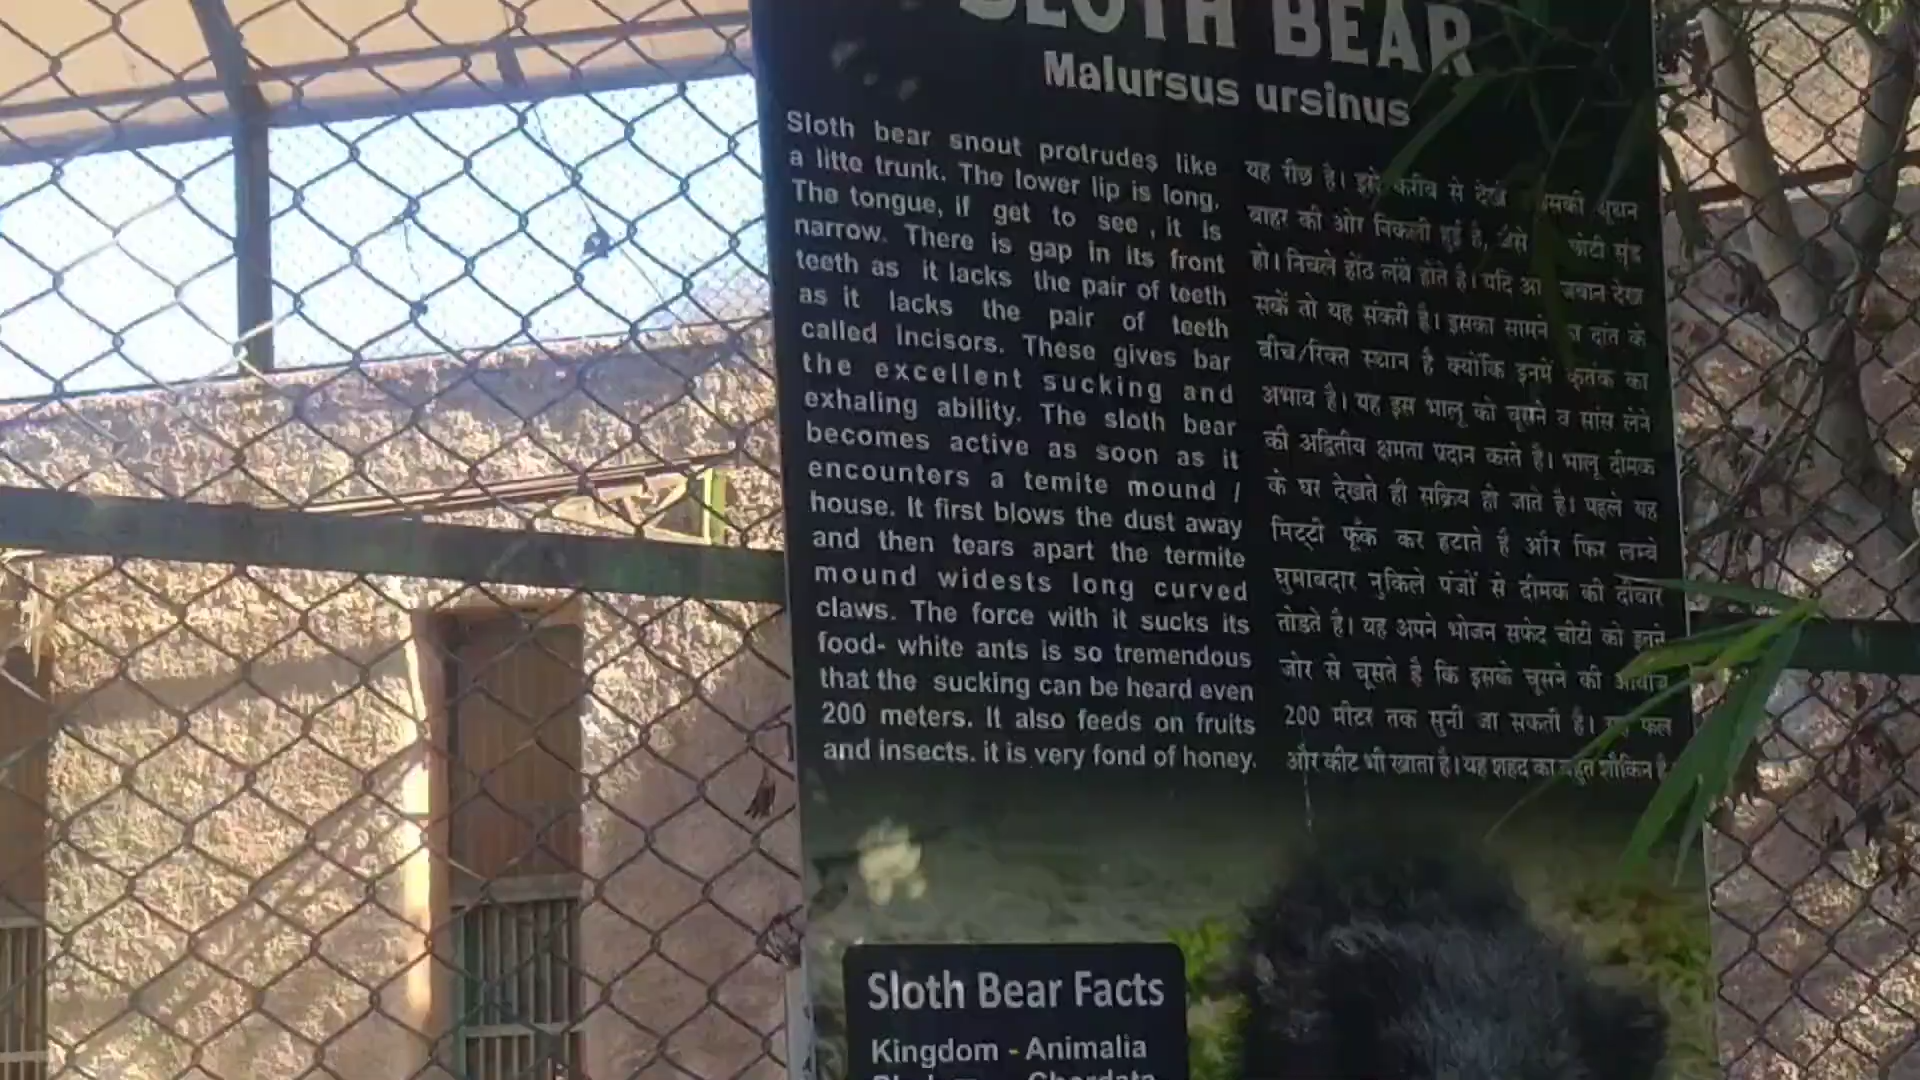 SLOTH BEAR
Malursus ursinus
Sloth bear snout protrudes like
a litte trunk. The lower lip is long.
The tongue, if get to see , it is
narrow. There is gap in its front
teeth as it lacks the pair of teeth
as it lacks the pair of teeth
called Incisors. These gives bar
the excellent sucking and
exhaling ability. The sloth bear
becomes active as soon as it
encounters a temite mound /
house. It first blows the dust away
and then tears apart the termite
mound widests long curved
claws. The force with it sucks its
food- white ants is so tremendous
that the sucking can be heard even
200 meters. It also feeds on fruits
and insects. it is very fond of honey.
यह रीछ है। इसे करीब से देखें
बाहर की ओर निकली हुई है, सूंड
हो। निचले होंठ लंबे होते है। यदि देख
सकें तो यह संकरी है। इसका सामने दांत के
बीच/रिक्त स्थान है क्योंकि इनमें कृतंक का
अभाव है। यह इस भालू को चूसने व सांस लेने
की अद्वितीय क्षमता प्रदान करते है। भालू दीमक
के घर देखते ही सक्रिय हो जाते है। पहले यह
मिट्टी फूंक कर हटाते है और फिर लम्बे
घुमाबदार नुकिले पंजों से दीमक की दीवार
तोडते है। यह अपने भोजन सफेद चीटी को इतने
जोर से चूसते है कि इसके चूसने की आवाज
200 मीटर तक सुनी जा सकती है। यह फल
और कीट भी खाता है। यह शहद का बहुत शौकिन है
Sloth Bear Facts
Kingdom - Animalia
Chordata